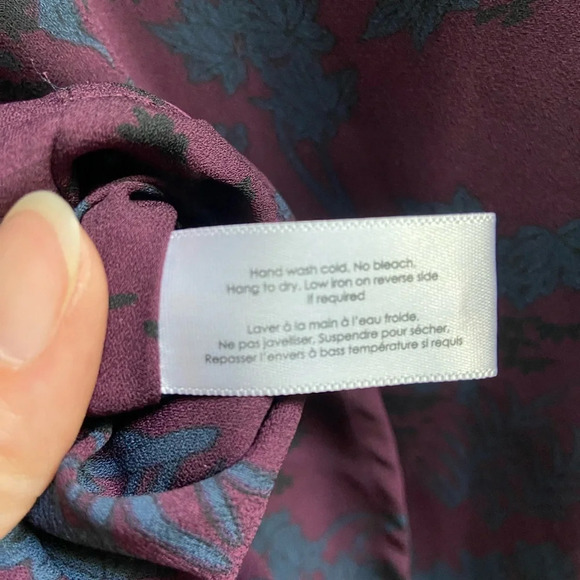 Hand wash cold. No bleach.
Hang to dry. Low iron on reverse side
if required
Laver à la main à l'eau froide.
Ne pas javelliser. Suspendre pour sécher.
Repasser l'envers à bass température si requis